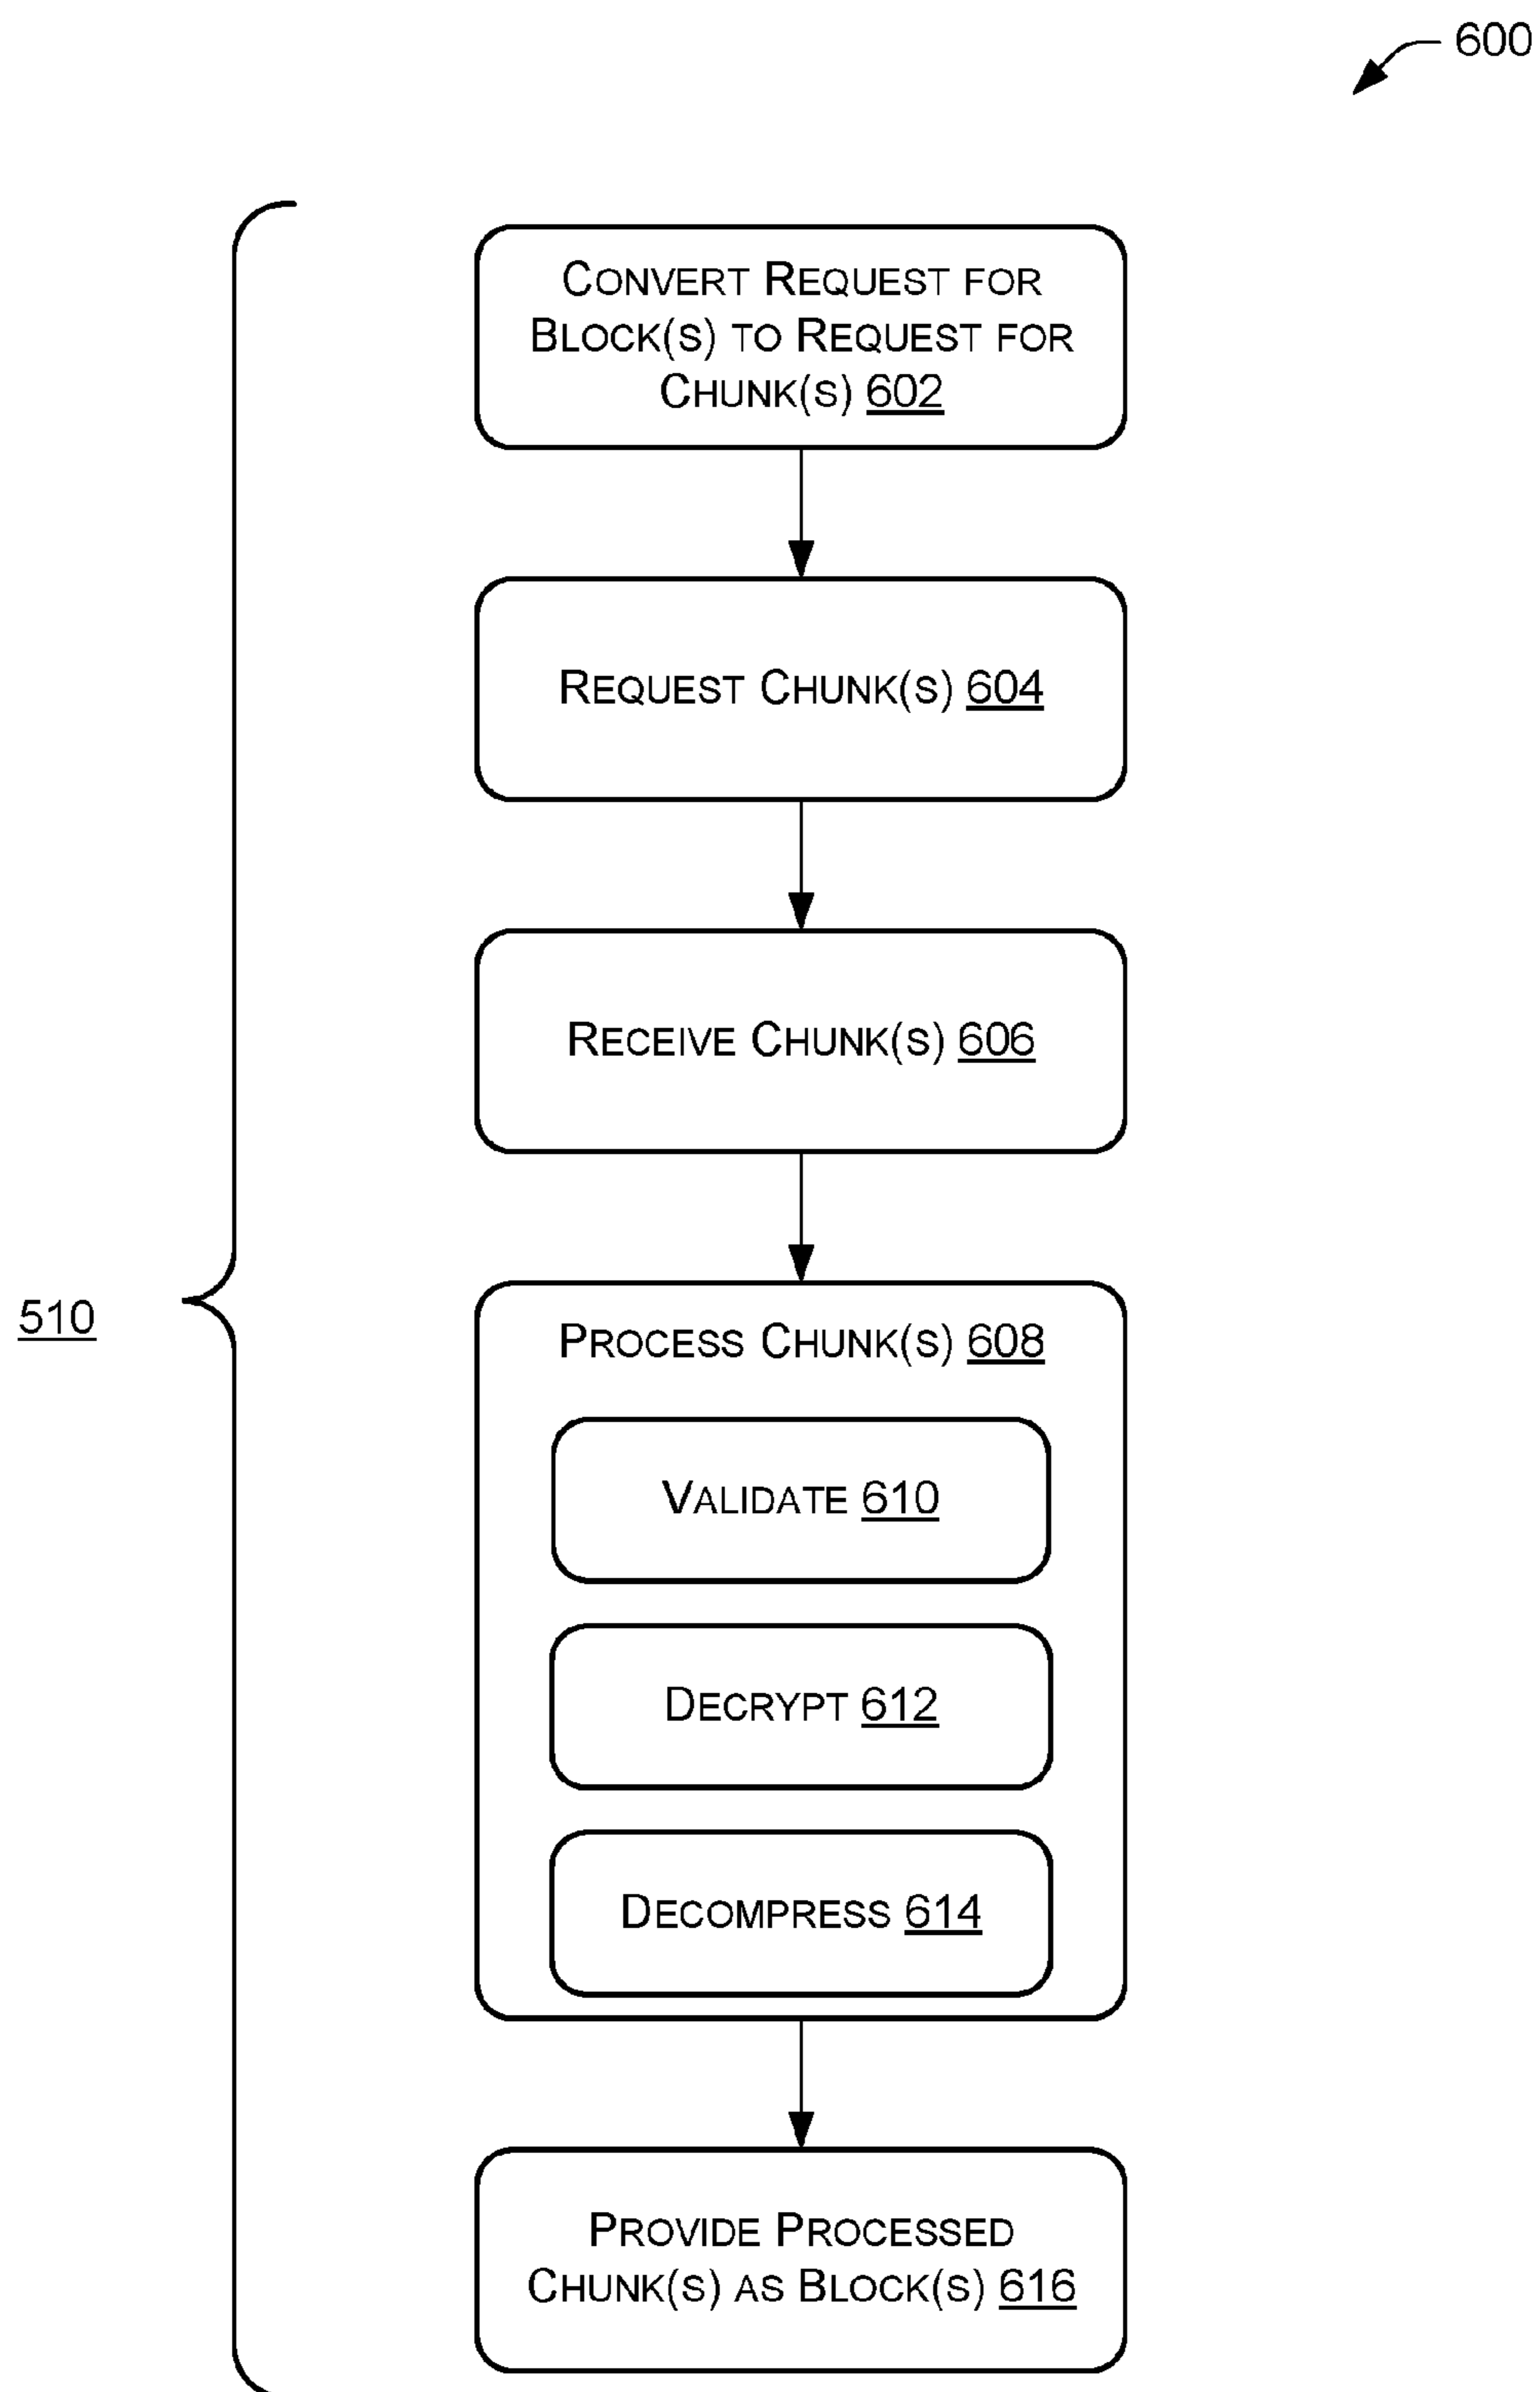 600
CONVERT REQUEST FOR
BLOCK(S) TO REQUEST FOR
CHUNK(S) 602
REQUEST CHUNK(S) 604
RECEIVE CHUNK(S) 606
510
PROCESS CHUNK(S) 608
VALIDATE 610
DECRYPT 612
DECOMPRESS 614
PROVIDE PROCESSED
CHUNK(S) AS BLOCK(S) 616